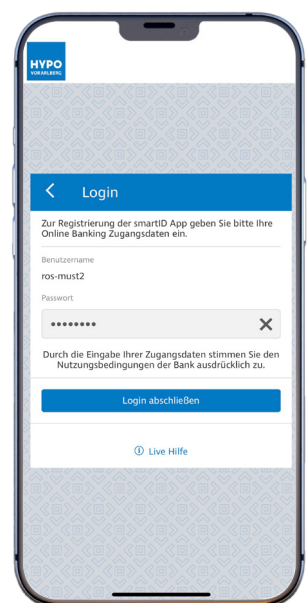 HYPO
VORARLBERG
Login
Zur Registrierung der smartID App geben Sie bitte Ihre
Online Banking Zugangsdaten ein.
Benutzername
ros-must2
Passwort
••••••••
Durch die Eingabe Ihrer Zugangsdaten stimmen Sie den
Nutzungsbedingungen der Bank ausdrücklich zu.
Login abschließen
Live Hilfe